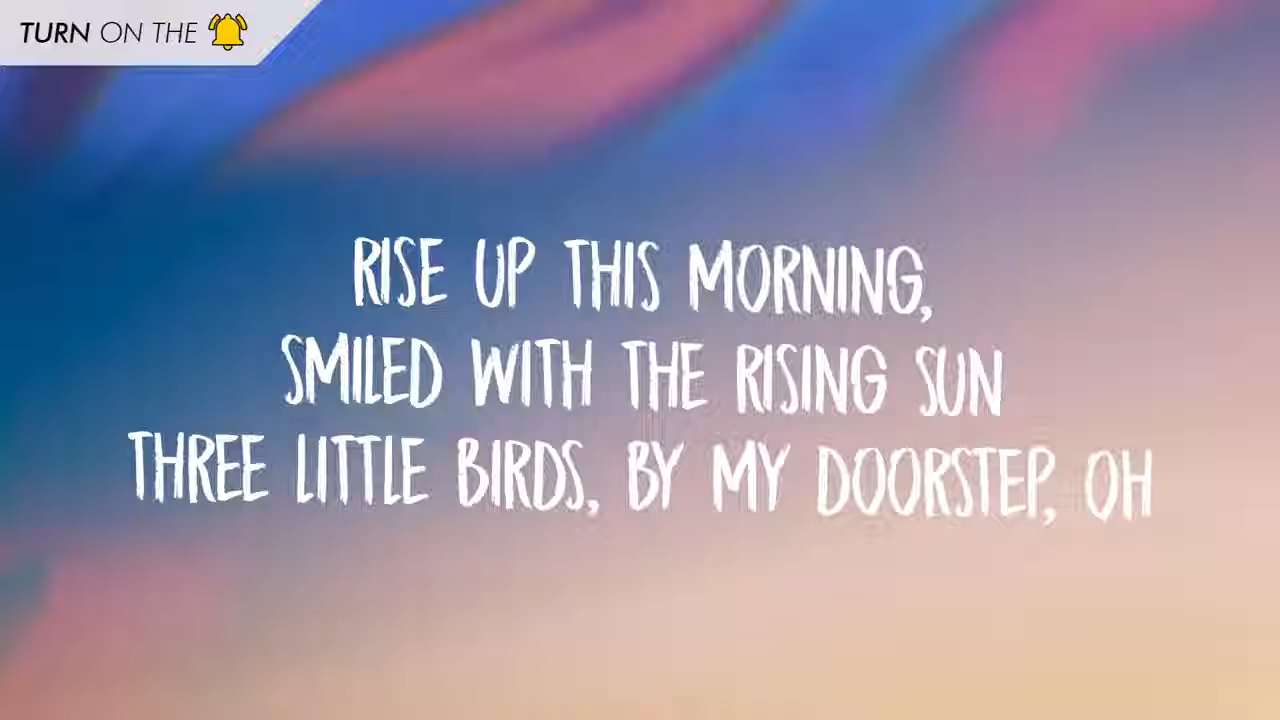 TURN ON THE
RISE UP THIS MORNING,
SMILED WITH THE RISING SUN
THREE LITTLE BIRDS, BY MY DOORSTEP, OH